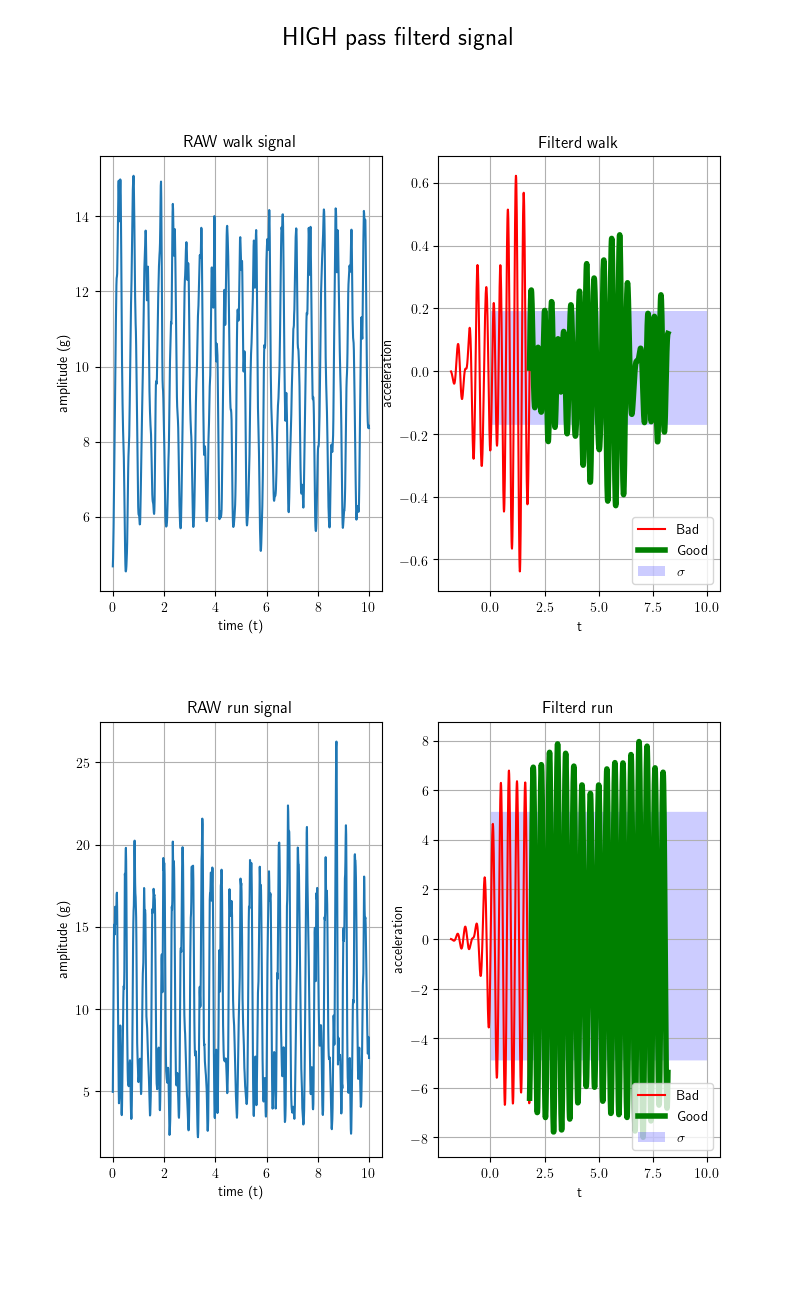 HIGH pass filterd signal
RAW walk signal
Filterd walk
amplitude (g)
14
12
10
8
6
0 2 4 6 8 10
time (t)
acceleration
0.6
0.4
0.2
0.0
−0.2
−0.4
−0.6
Bad
Good
σ
0.0 2.5 5.0 7.5 10.0
t
RAW run signal
Filterd run
amplitude (g)
25
20
15
10
5
0 2 4 6 8 10
time (t)
acceleration
8
6
4
2
0
−2
−4
−6
−8
Bad
Good
σ
0.0 2.5 5.0 7.5 10.0
t